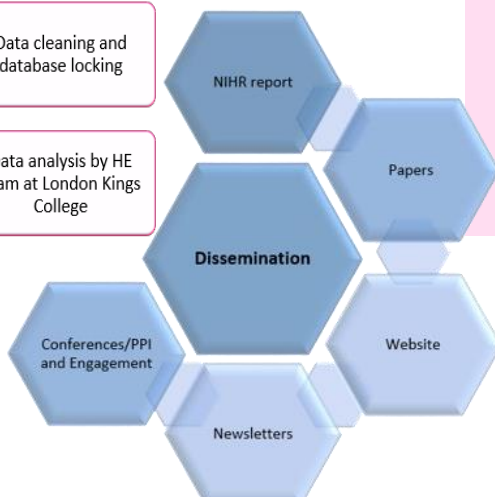 Data cleaning and
database locking
ata analysis by HE
am at London Kings
College
NIHR report
Papers
Dissemination
Website
Conferences/PPI
and Engagement
Newsletters